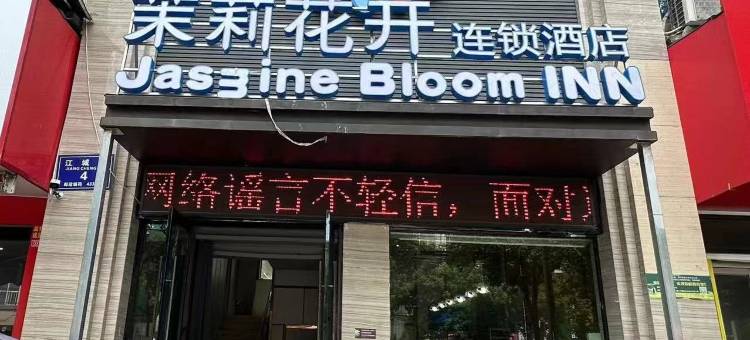 茉莉花开 连锁酒店
Jasmine Bloom INN
江城
JIANG CHENG
4
网络谣言不轻信，面对